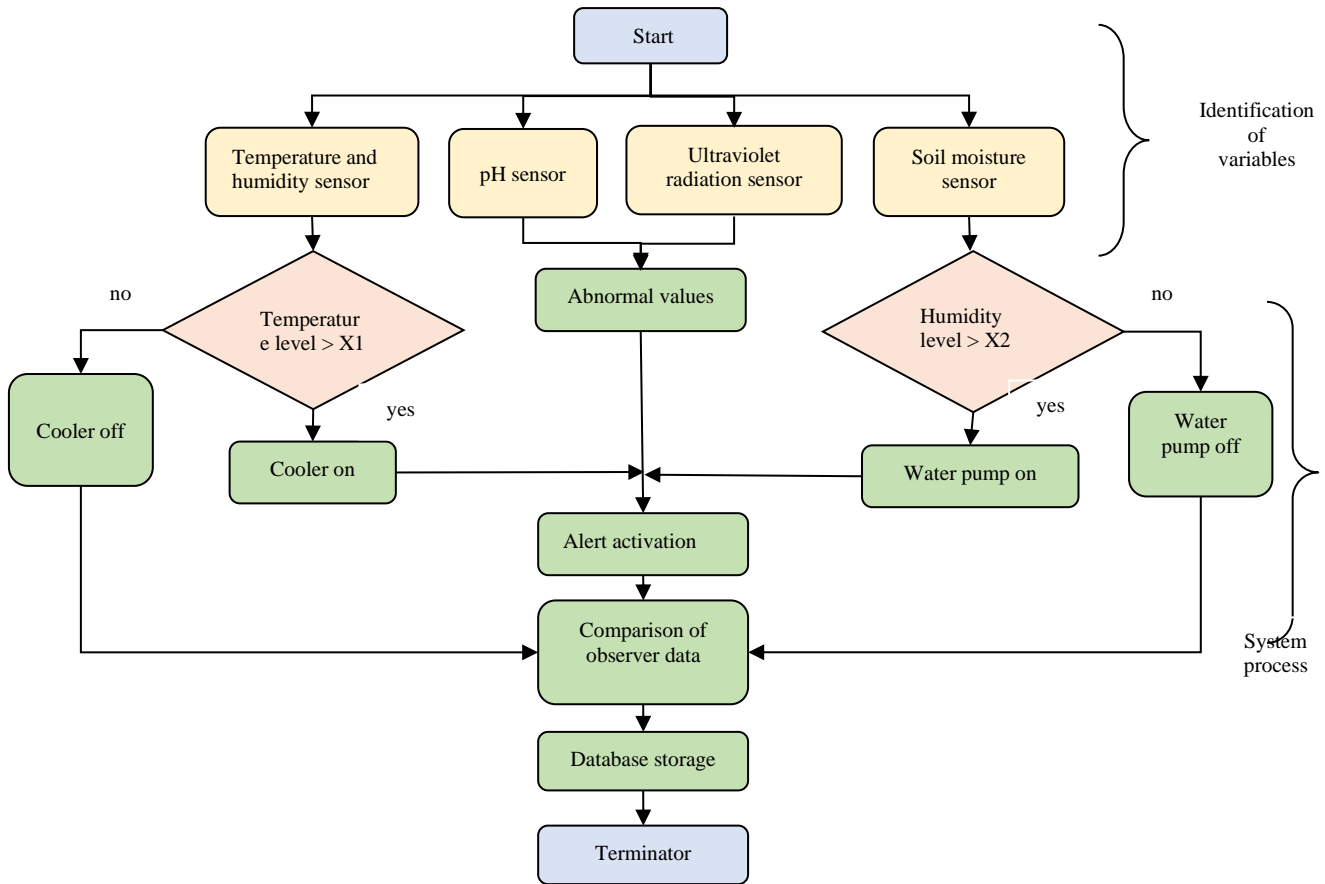 Start
Identification
of
variables
Temperature and
humidity sensor
pH sensor
Ultraviolet
radiation sensor
Soil moisture
sensor
no
Temperatur
e level > X1
yes
Abnormal values
Humidity
level > X2
no
yes
Cooler off
Cooler on
Water pump on
Water
pump off
Alert activation
Comparison of
observer data
System
process
Database storage
Terminator